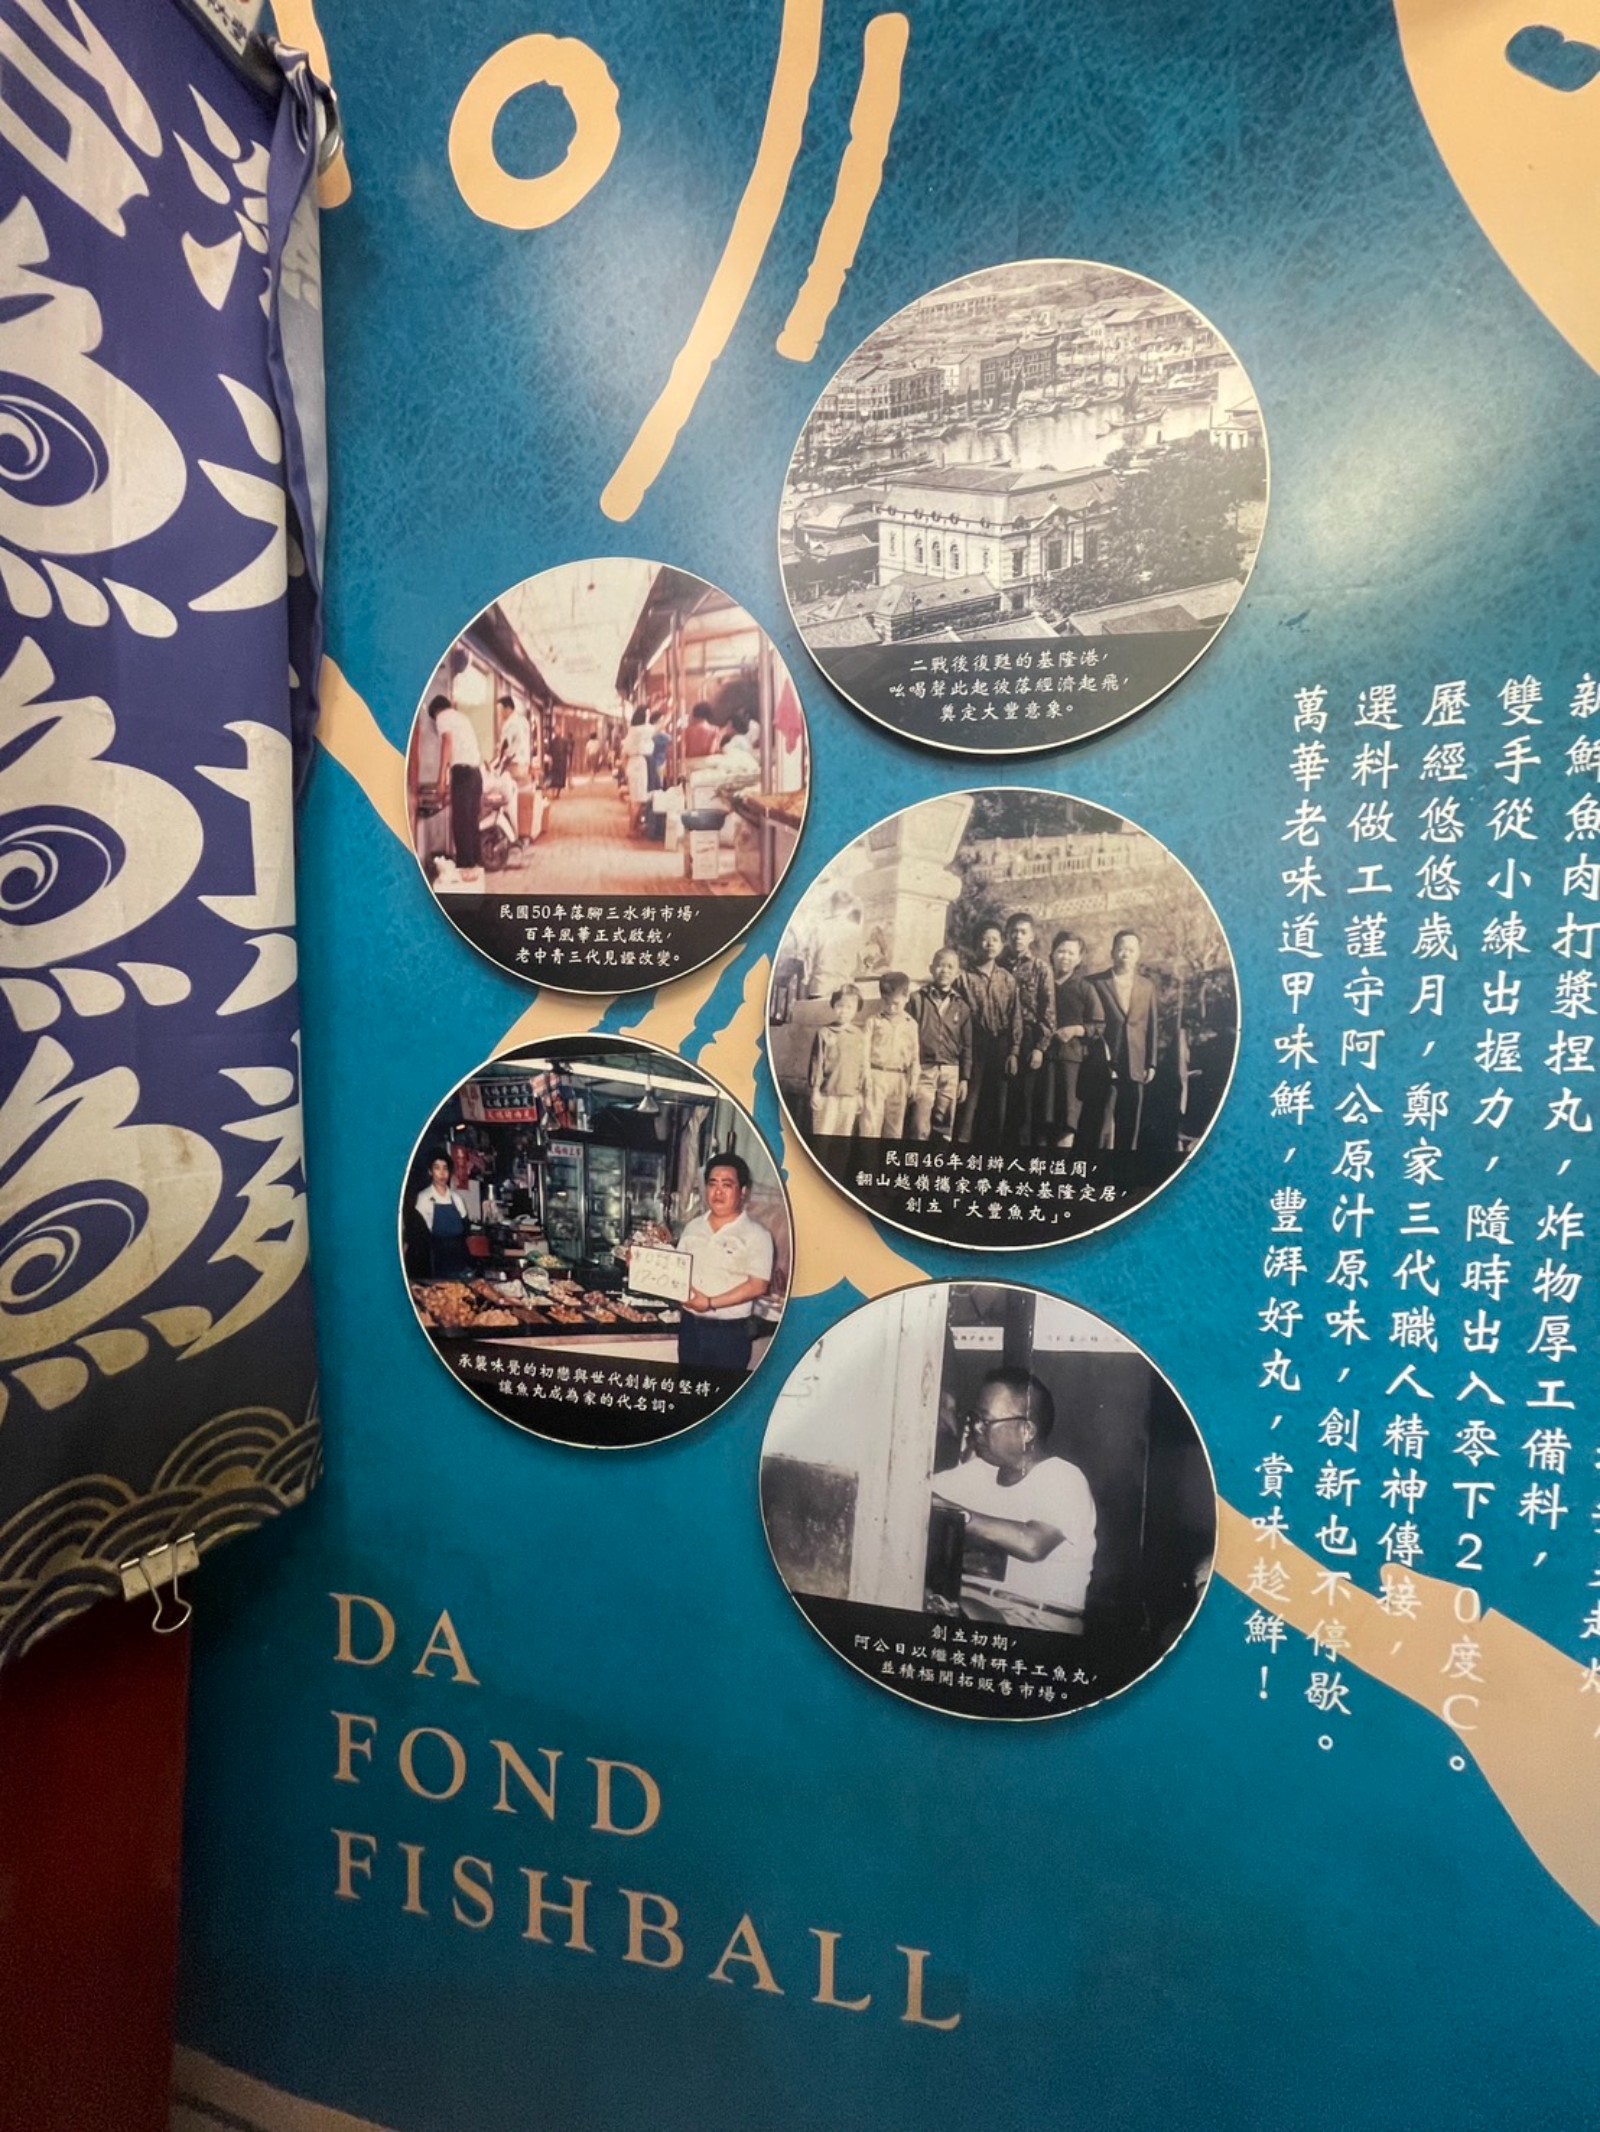 二戰後復甦的基隆港，
吆喝聲此起彼落經濟起飛，
奠定大豐意象。
民國50年落腳三水街市場，
百年風華正式啟航，
老中青三代見證改變。
民國46年創辦人鄭溢周，
翻山越嶺攜家帶眷於基隆定居，
創立「大豐魚丸」。
承襲味覺的初戀與世代創新的堅持，
讓魚丸成為家的代名詞。
創立初期，
阿公日以繼夜精研手工魚丸，
並積極開拓販售市場。
新鮮魚肉打漿捏丸，炸物厚工備料，
雙手從小練出握力，隨時出入零下20度C。
歷經悠悠歲月，鄭家三代職人精神傳接，
選料做工謹守阿公原汁原味，創新也不停歇。
萬華老味道甲味鮮，豐湃好丸，賞味趁鮮！
DA
FOND
FISHBALL